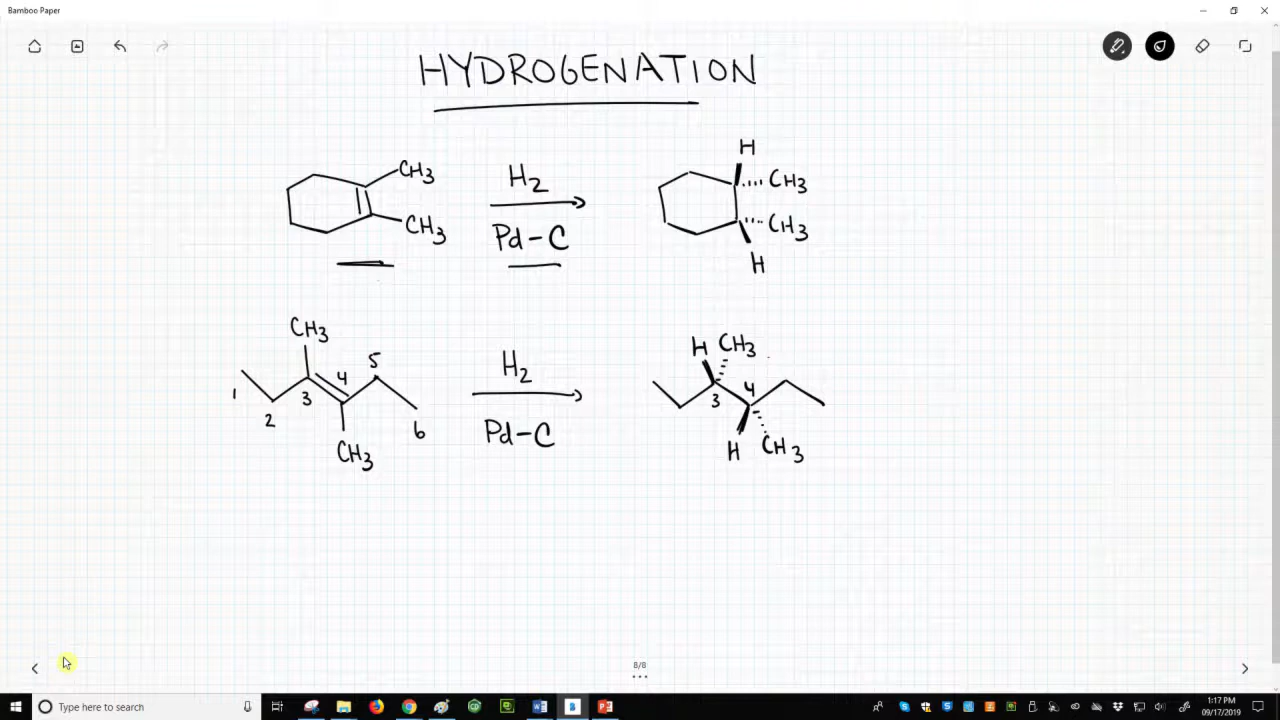 Bamboo Paper
HYDROGENATION
CH3
CH3
H2
Pd-C
H
CH3
CH3
H
CH3
1
2
3
4
5
6
CH3
H2
Pd-C
H
CH3
3
4
H
CH3
8/8
Type here to search
1:17 PM
09/17/2019